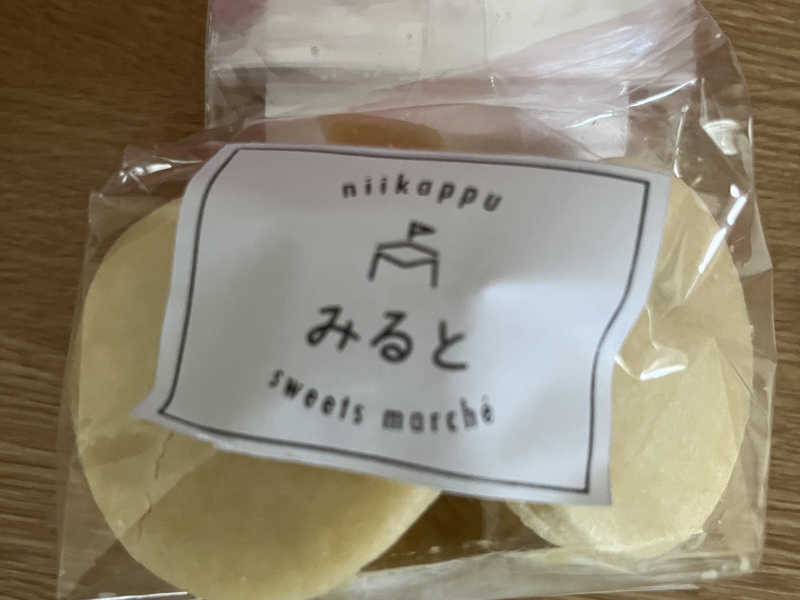 niikappu
みると
sweets marché